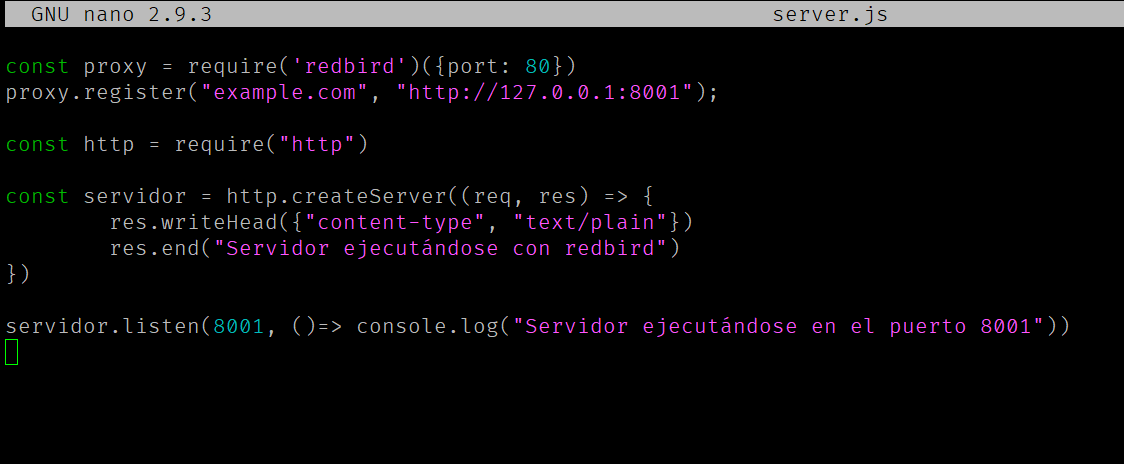 GNU nano 2.9.3 server.js
const proxy = require('redbird')({port: 80})
proxy.register("example.com", "http://127.0.0.1:8001");
const http = require("http")
const servidor = http.createServer((req, res) => {
res.writeHead({"content-type", "text/plain"})
res.end("Servidor ejecutándose con redbird")
})
servidor.listen(8001, ()=> console.log("Servidor ejecutándose en el puerto 8001"))